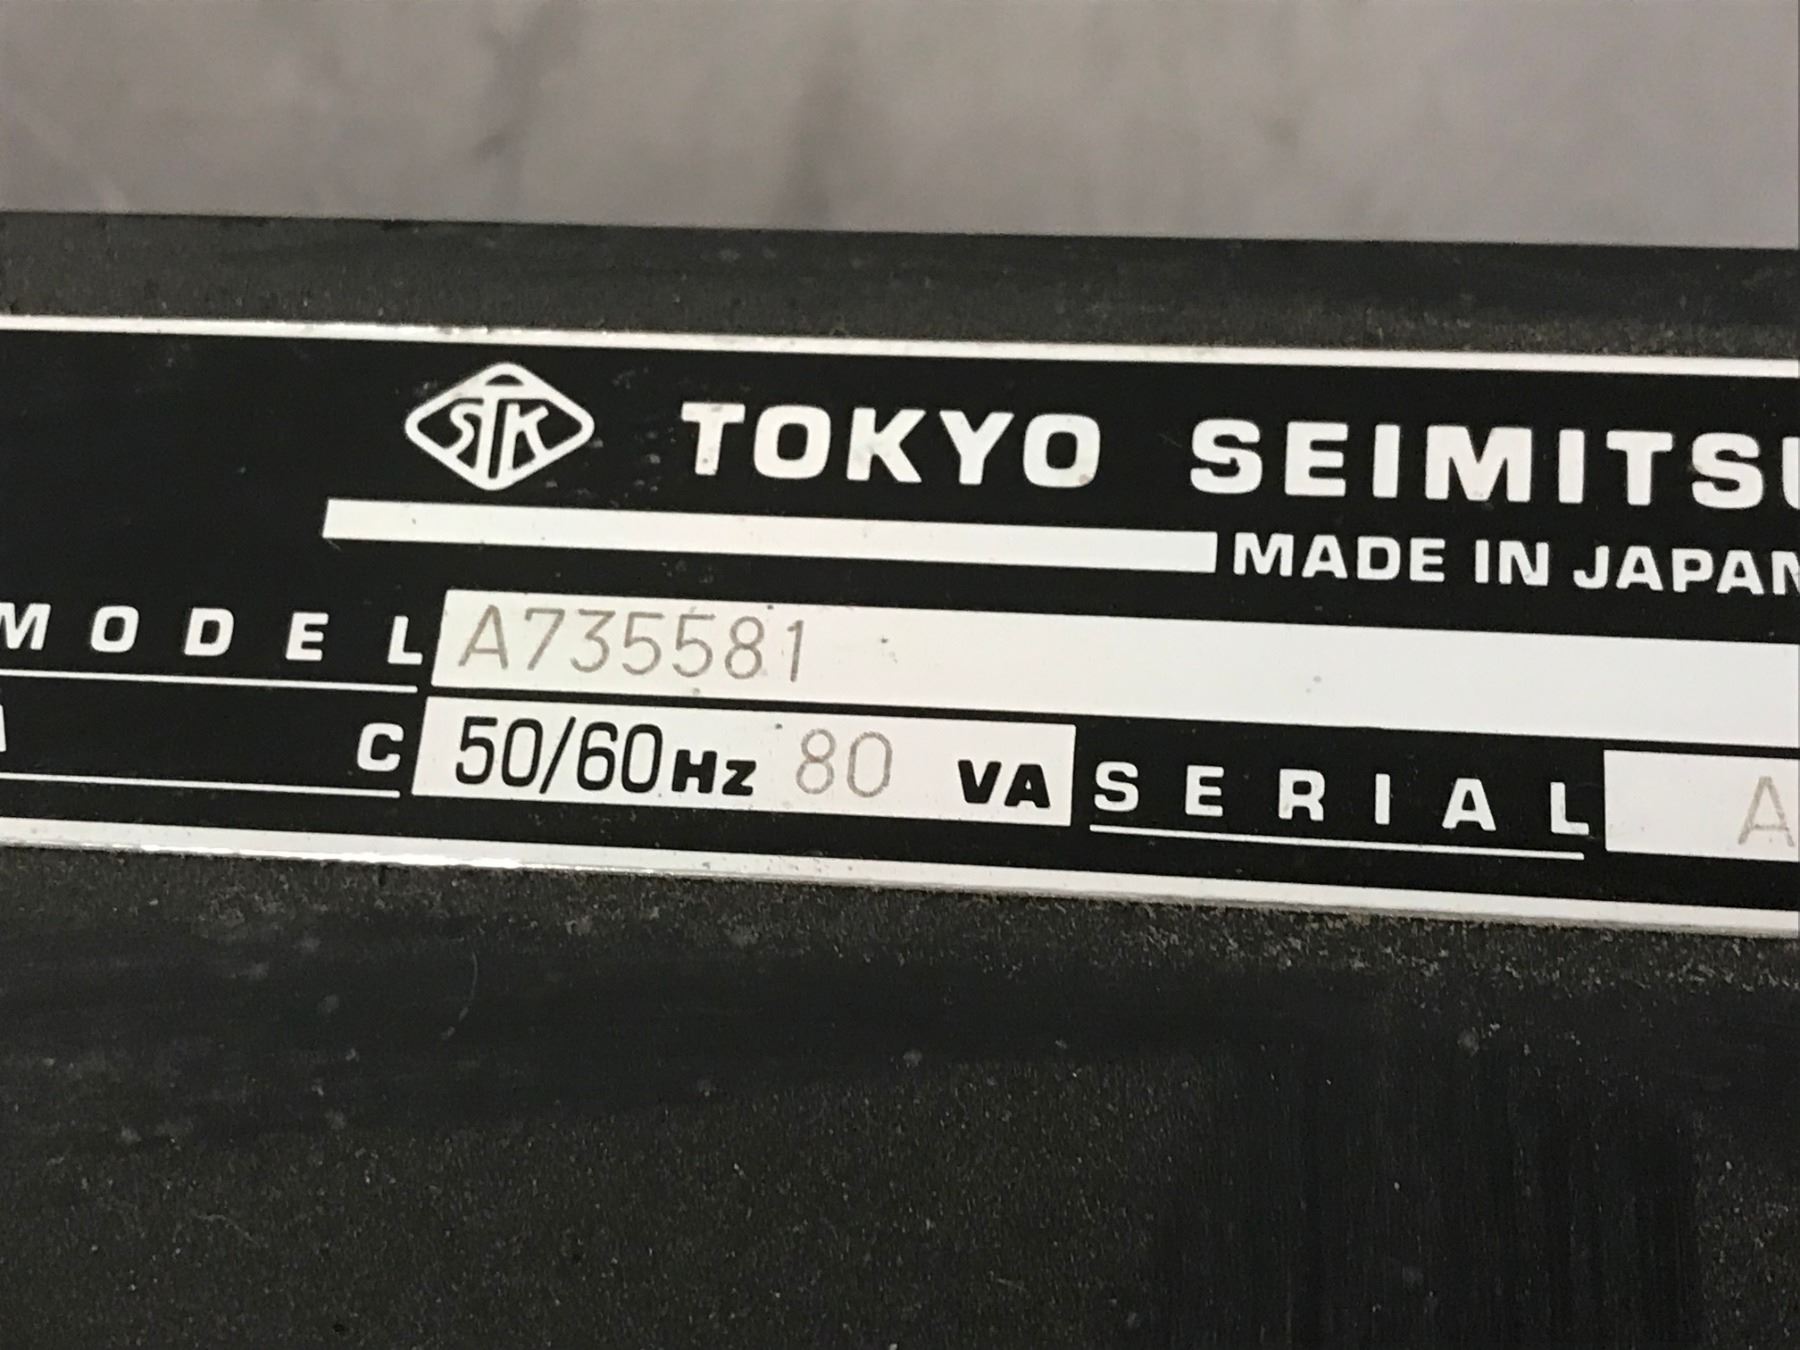 STK TOKYO SEIMITSU
MADE IN JAPAN
MODEL A735581
A C 50/60Hz 80 VA SERIAL A